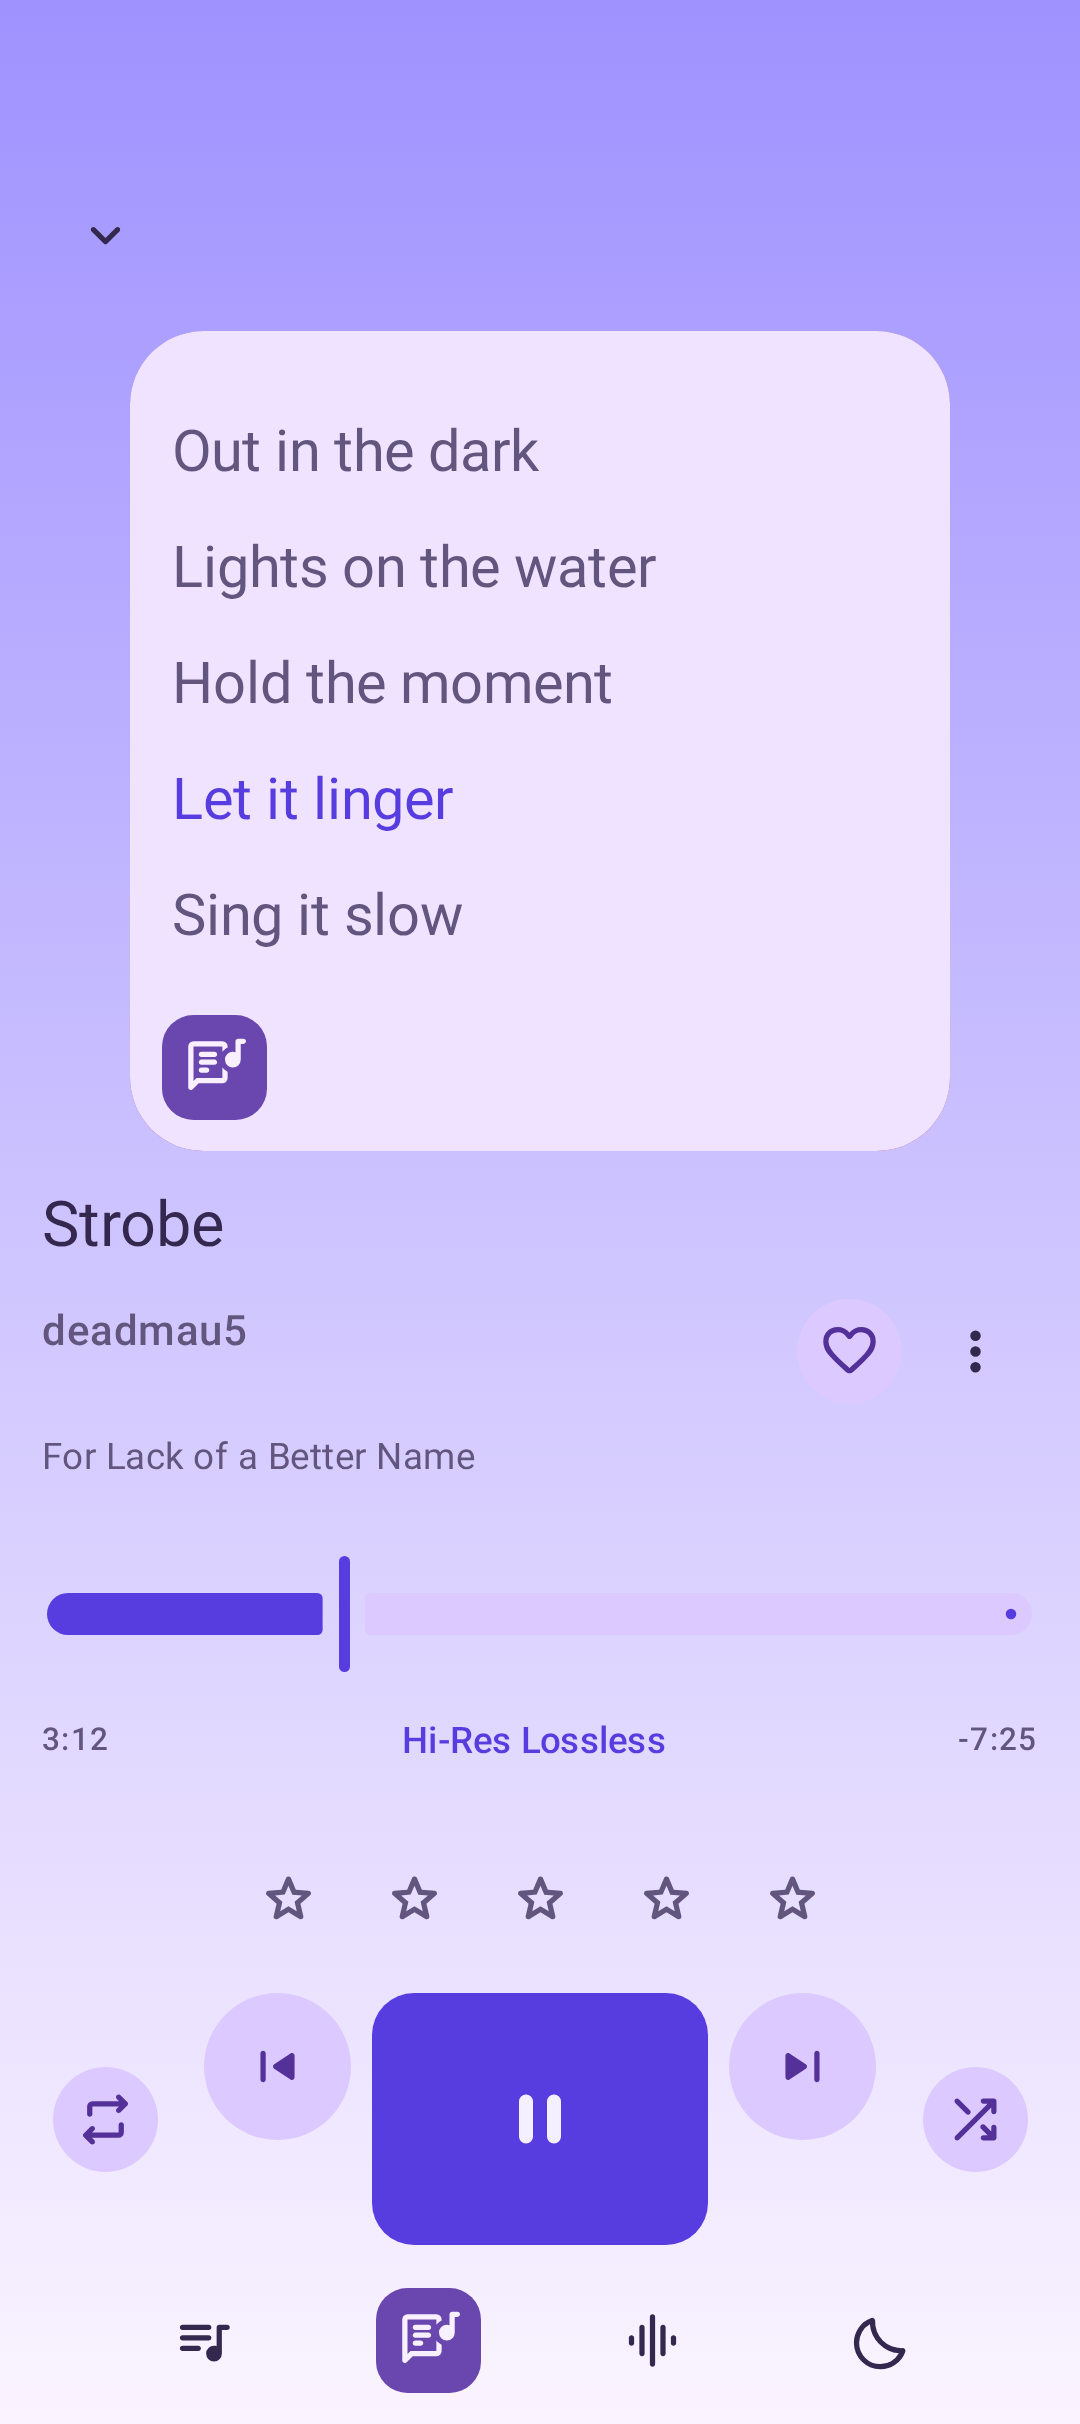 Out in the dark
Lights on the water
Hold the moment
Let it linger
Sing it slow
Strobe
deadmau5
For Lack of a Better Name
3:12
Hi-Res Lossless
-7:25